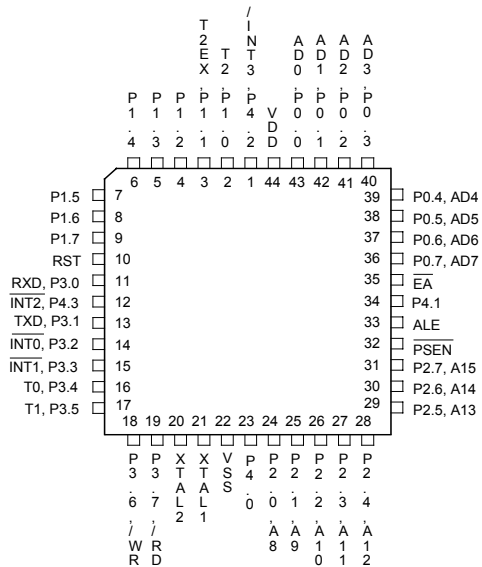 P1.4
P1.3
P1.2
T2EX,P1.1
T2,P1.0
/INT3,P4.2
VDD
AD0,P0.0
AD1,P0.1
AD2,P0.2
AD3,P0.3
6 5 4 3 2 1 44 43 42 41 40
P1.5 7
P1.6 8
P1.7 9
RST 10
RXD, P3.0 11
INT2, P4.3 12
TXD, P3.1 13
INT0, P3.2 14
INT1, P3.3 15
T0, P3.4 16
T1, P3.5 17
39 P0.4, AD4
38 P0.5, AD5
37 P0.6, AD6
36 P0.7, AD7
35 EA
34 P4.1
33 ALE
32 PSEN
31 P2.7, A15
30 P2.6, A14
29 P2.5, A13
18 19 20 21 22 23 24 25 26 27 28
P3.6,/WR
P3.7,/RD
XTAL2
XTAL1
VSS
P4.0
P2.0,A8
P2.1,A9
P2.2,A10
P2.3,A11
P2.4,A12